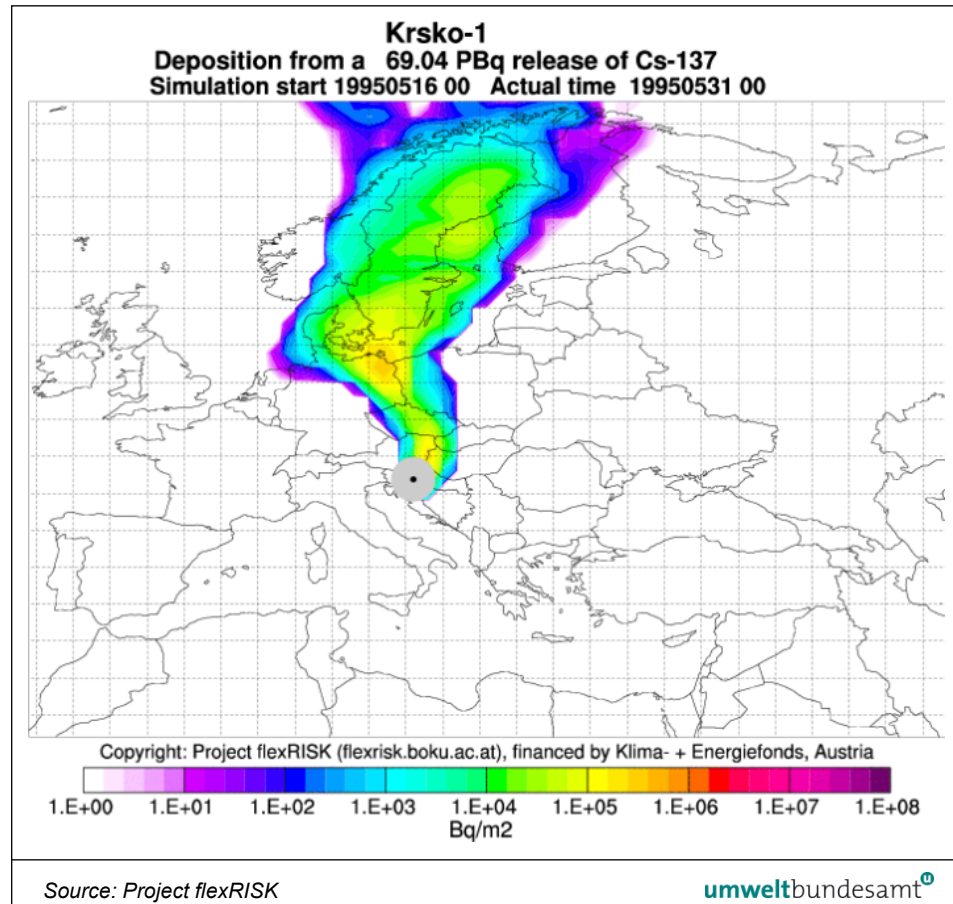 Krsko-1
Deposition from a 69.04 PBq release of Cs-137
Simulation start 19950516 00 Actual time 19950531 00
Copyright: Project flexRISK (flexrisk.boku.ac.at), financed by Klima- + Energiefonds, Austria
1.E+00 1.E+01 1.E+02 1.E+03 1.E+04 1.E+05 1.E+06 1.E+07 1.E+08
Bq/m2
Source: Project flexRISK
umweltbundesamtᵘ